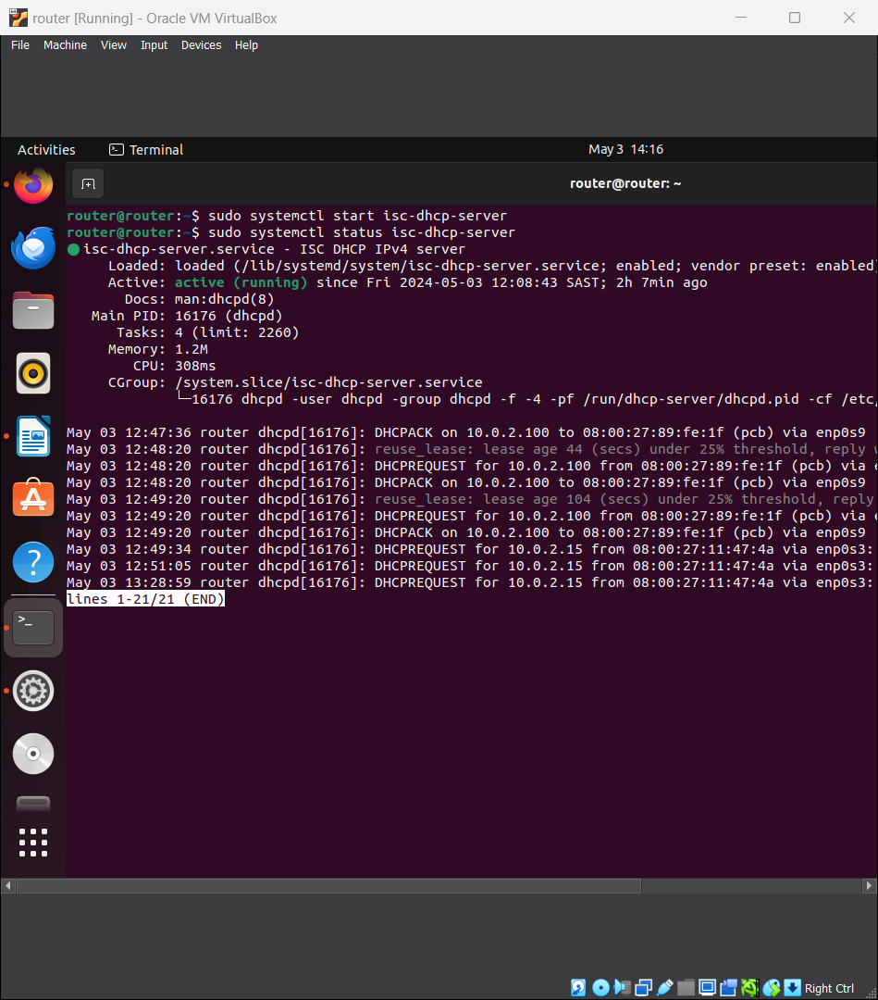 router [Running] - Oracle VM VirtualBox
File Machine View Input Devices Help
Activities Terminal May 3 14:16
router@router: ~
router@router:~$ sudo systemctl start isc-dhcp-server
router@router:~$ sudo systemctl status isc-dhcp-server
isc-dhcp-server.service - ISC DHCP IPv4 server
Loaded: loaded (/lib/systemd/system/isc-dhcp-server.service; enabled; vendor preset: enabled)
Active: active (running) since Fri 2024-05-03 12:08:43 SAST; 2h 7min ago
Docs: man:dhcpd(8)
Main PID: 16176 (dhcpd)
Tasks: 4 (limit: 2260)
Memory: 1.2M
CPU: 308ms
CGroup: /system.slice/isc-dhcp-server.service
└─16176 dhcpd -user dhcpd -group dhcpd -f -4 -pf /run/dhcp-server/dhcpd.pid -cf /etc/
May 03 12:47:36 router dhcpd[16176]: DHCPACK on 10.0.2.100 to 08:00:27:89:fe:1f (pcb) via enp0s9
May 03 12:48:20 router dhcpd[16176]: reuse_lease: lease age 44 (secs) under 25% threshold, reply
May 03 12:48:20 router dhcpd[16176]: DHCPREQUEST for 10.0.2.100 from 08:00:27:89:fe:1f (pcb) via
May 03 12:48:20 router dhcpd[16176]: DHCPACK on 10.0.2.100 to 08:00:27:89:fe:1f (pcb) via enp0s9
May 03 12:49:20 router dhcpd[16176]: reuse_lease: lease age 104 (secs) under 25% threshold, reply
May 03 12:49:20 router dhcpd[16176]: DHCPREQUEST for 10.0.2.100 from 08:00:27:89:fe:1f (pcb) via
May 03 12:49:20 router dhcpd[16176]: DHCPACK on 10.0.2.100 to 08:00:27:89:fe:1f (pcb) via enp0s9
May 03 12:49:34 router dhcpd[16176]: DHCPREQUEST for 10.0.2.15 from 08:00:27:11:47:4a via enp0s3:
May 03 12:51:05 router dhcpd[16176]: DHCPREQUEST for 10.0.2.15 from 08:00:27:11:47:4a via enp0s3:
May 03 13:28:59 router dhcpd[16176]: DHCPREQUEST for 10.0.2.15 from 08:00:27:11:47:4a via enp0s3:
lines 1-21/21 (END)
Right Ctrl